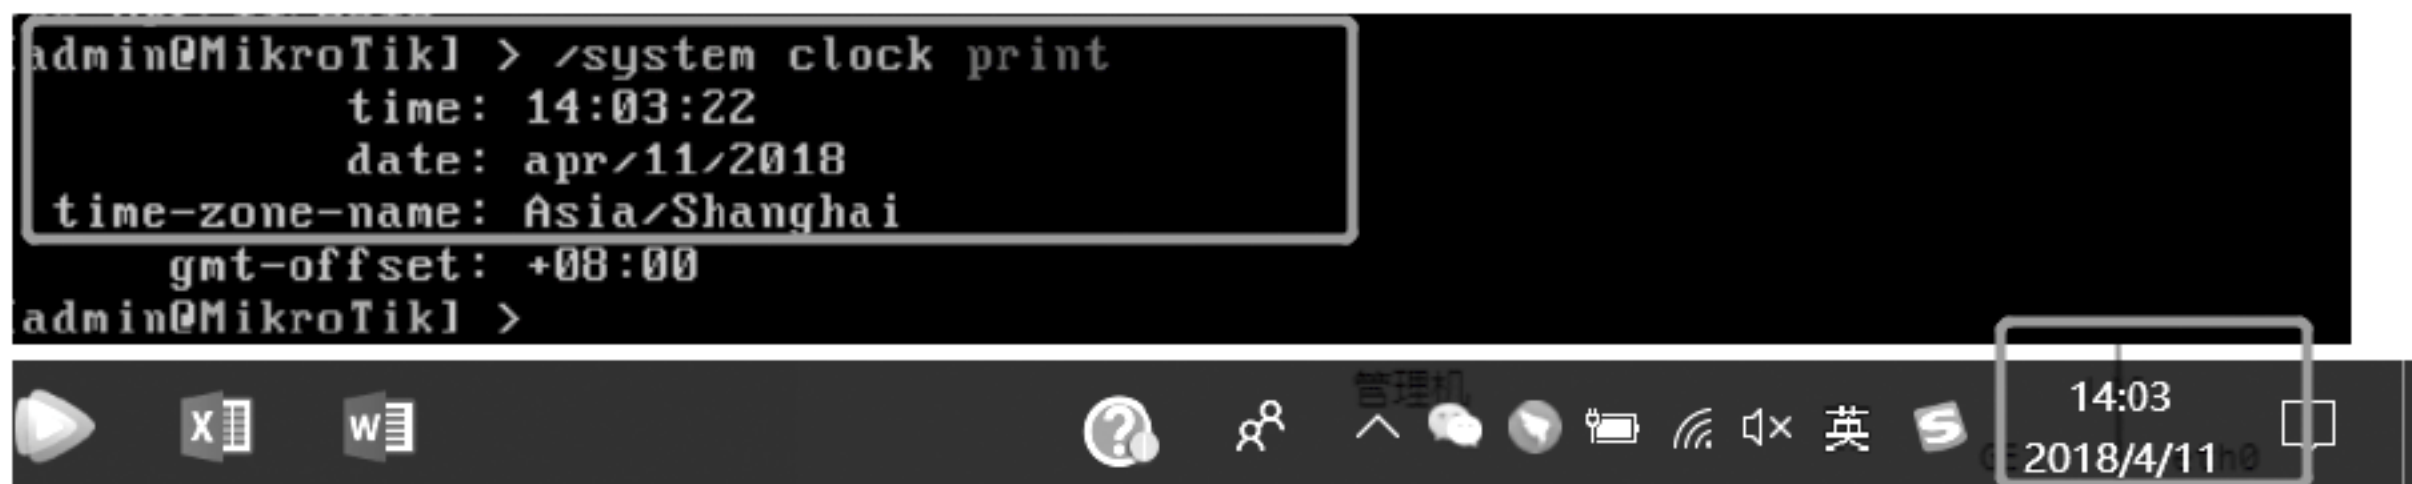 [admin@MikroTik] > /system clock print
time: 14:03:22
date: apr/11/2018
time-zone-name: Asia/Shanghai
gmt-offset: +08:00
[admin@MikroTik] >
管理机
X
W
英
S
14:03
2018/4/11